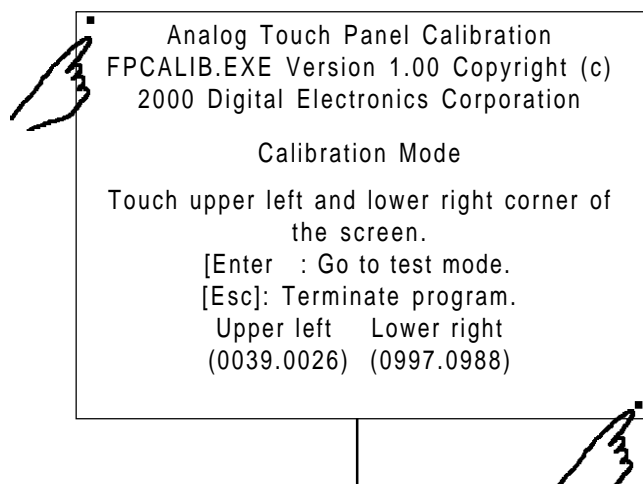 Analog Touch Panel Calibration
FPCALIB.EXE Version 1.00 Copyright (c)
2000 Digital Electronics Corporation
Calibration Mode
Touch upper left and lower right corner of
the screen.
[Enter : Go to test mode.
[Esc]: Terminate program.
Upper left Lower right
(0039.0026) (0997.0988)